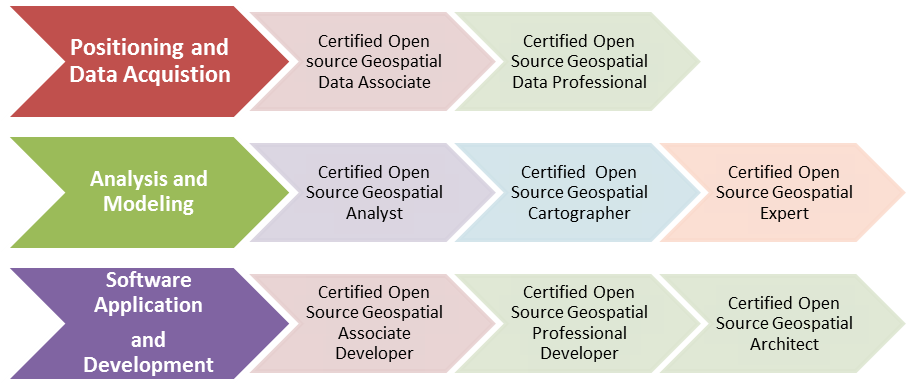 Positioning and
Data Acquistion
Certified Open
source Geospatial
Data Associate
Certified Open
Source Geospatial
Data Professional
Analysis and
Modeling
Certified Open
Source Geospatial
Analyst
Certified Open
Source Geospatial
Cartographer
Certified Open
Source Geospatial
Expert
Software
Application
and
Development
Certified Open
Source Geospatial
Associate
Developer
Certified Open
Source Geospatial
Professional
Developer
Certified Open
Source Geospatial
Architect